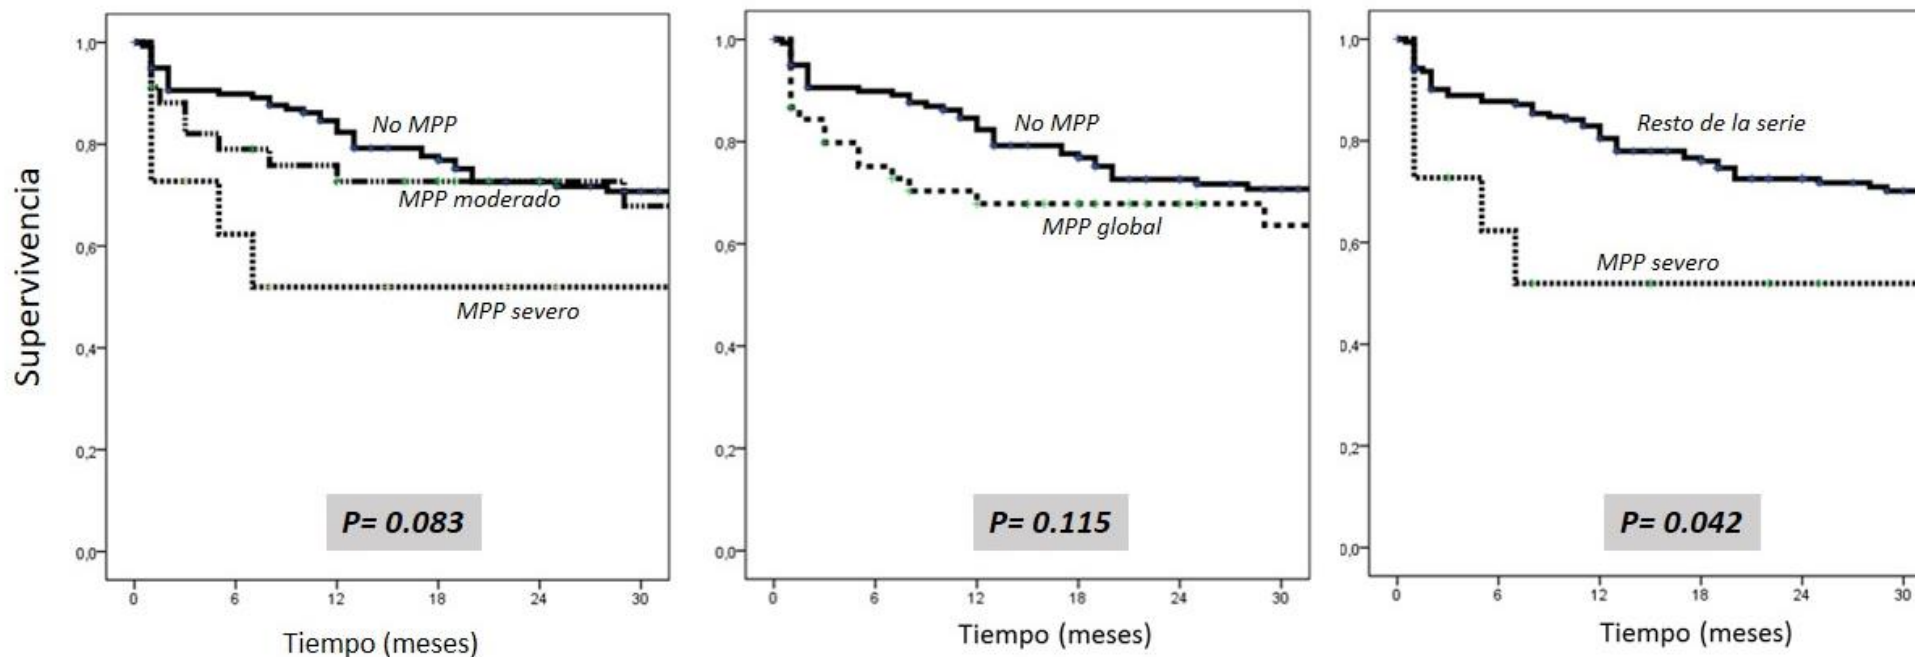 Supervivencia
1,0
0,8
0,6
0,4
0,2
0,0
No MPP
MPP moderado
MPP severo
P= 0.083
0 6 12 18 24 30
Tiempo (meses)
1,0
0,8
0,6
0,4
0,2
0,0
No MPP
MPP global
P= 0.115
0 6 12 18 24 30
Tiempo (meses)
1,0
0,8
0,6
0,4
0,2
0,0
Resto de la serie
MPP severo
P= 0.042
0 6 12 18 24 30
Tiempo (meses)